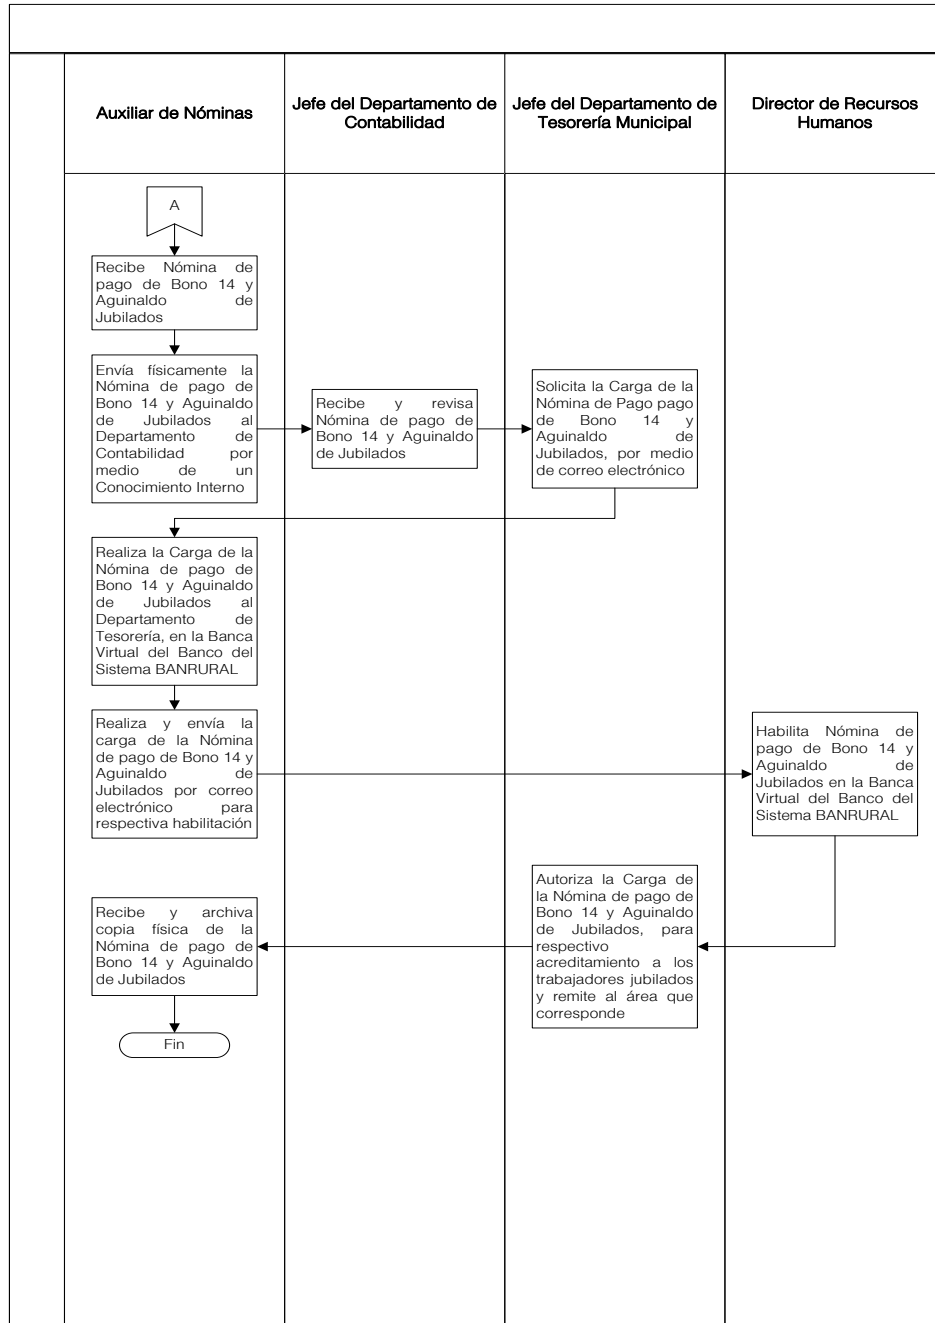 Auxiliar de Nóminas
Jefe del Departamento de
Contabilidad
Jefe del Departamento de
Tesorería Municipal
Director de Recursos
Humanos
A
Recibe Nómina de
pago de Bono 14 y
Aguinaldo de
Jubilados
Envía físicamente la
Nómina de pago de
Bono 14 y Aguinaldo
de Jubilados al
Departamento de
Contabilidad por
medio de un
Conocimiento Interno
Recibe y revisa
Nómina de pago de
Bono 14 y Aguinaldo
de Jubilados
Solicita la Carga de la
Nómina de Pago pago
de Bono 14 y
Aguinaldo de
Jubilados, por medio
de correo electrónico
Realiza la Carga de la
Nómina de pago de
Bono 14 y Aguinaldo
de Jubilados al
Departamento de
Tesorería, en la Banca
Virtual del Banco del
Sistema BANRURAL
Realiza y envía la
carga de la Nómina
de pago de Bono 14 y
Aguinaldo de
Jubilados por correo
electrónico para
respectiva habilitación
Habilita Nómina de
pago de Bono 14 y
Aguinaldo de
Jubilados en la Banca
Virtual del Banco del
Sistema BANRURAL
Autoriza la Carga de
la Nómina de pago de
Bono 14 y Aguinaldo
de Jubilados, para
respectivo
acreditamiento a los
trabajadores jubilados
y remite al área que
corresponde
Recibe y archiva
copia física de la
Nómina de pago de
Bono 14 y Aguinaldo
de Jubilados
Fin